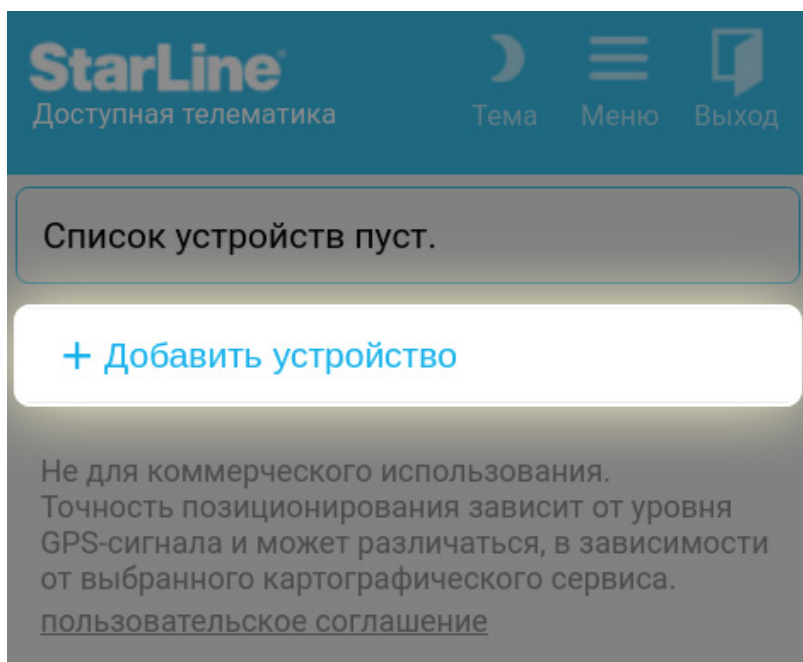 StarLine
Доступная телематика
Тема Меню Выход
Список устройств пуст.
+ Добавить устройство
Не для коммерческого использования.
Точность позиционирования зависит от уровня
GPS-сигнала и может различаться, в зависимости
от выбранного картографического сервиса.
пользовательское соглашение